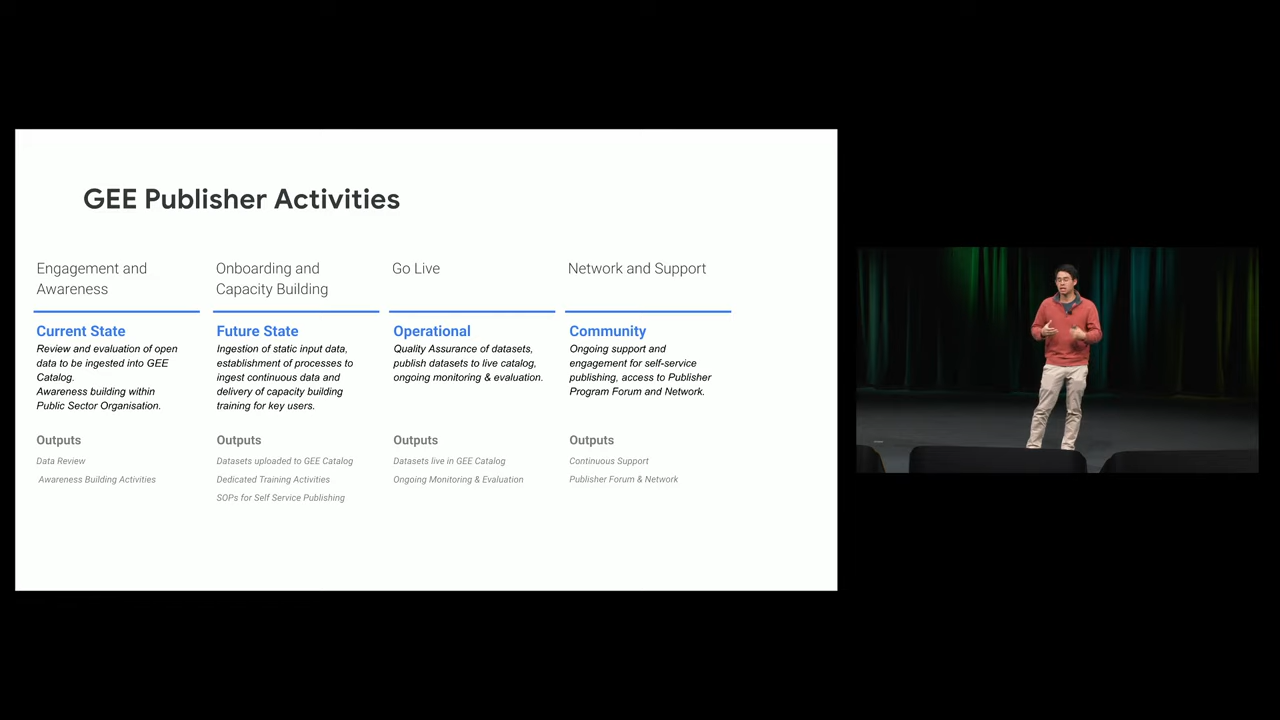 GEE Publisher Activities
Engagement and
Awareness
Current State
Review and evaluation of open
data to be ingested into GEE
Catalog.
Awareness building within
Public Sector Organisation.
Outputs
Data Review
Awareness Building Activities
Onboarding and
Capacity Building
Future State
Ingestion of static input data,
establishment of processes to
ingest continuous data and
delivery of capacity building
training for key users.
Outputs
Datasets uploaded to GEE Catalog
Dedicated Training Activities
SOPs for Self Service Publishing
Go Live
Operational
Quality Assurance of datasets,
publish datasets to live catalog,
ongoing monitoring & evaluation.
Outputs
Datasets live in GEE Catalog
Ongoing Monitoring & Evaluation
Network and Support
Community
Ongoing support and
engagement for self-service
publishing, access to Publisher
Program Forum and Network.
Outputs
Continuous Support
Publisher Forum & Network